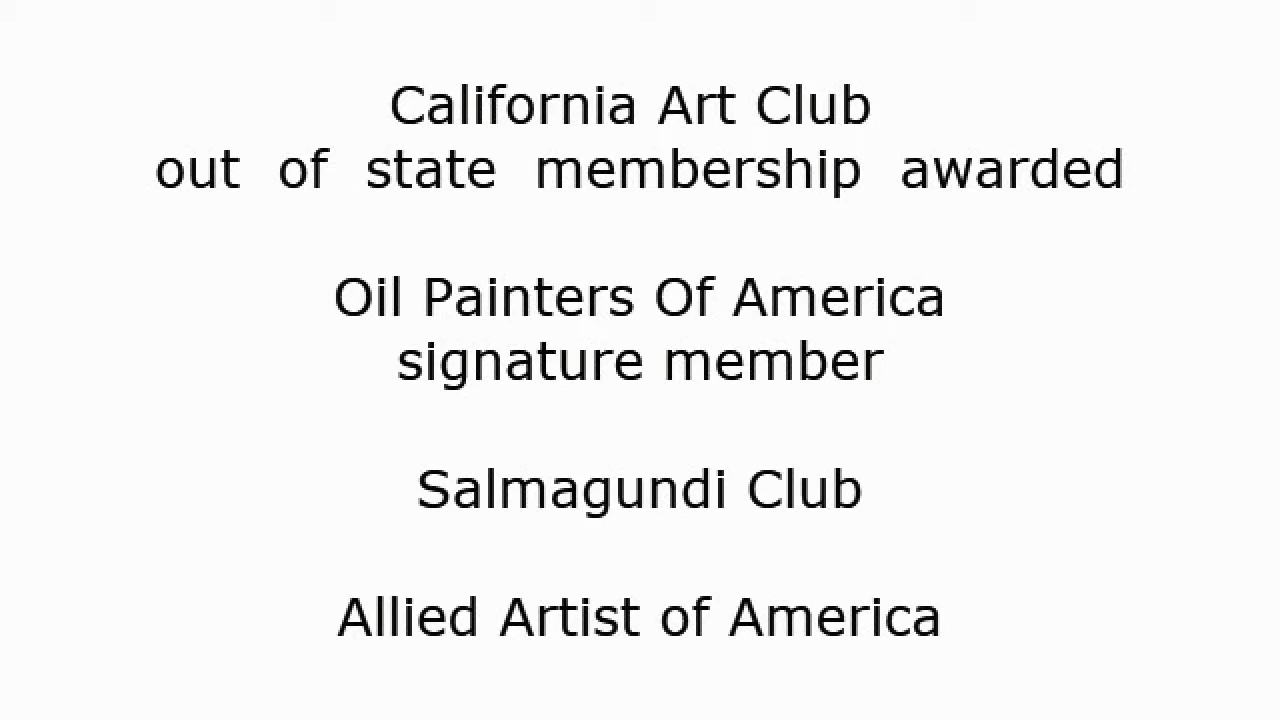 California Art Club
out of state membership awarded
Oil Painters Of America
signature member
Salmagundi Club
Allied Artist of America